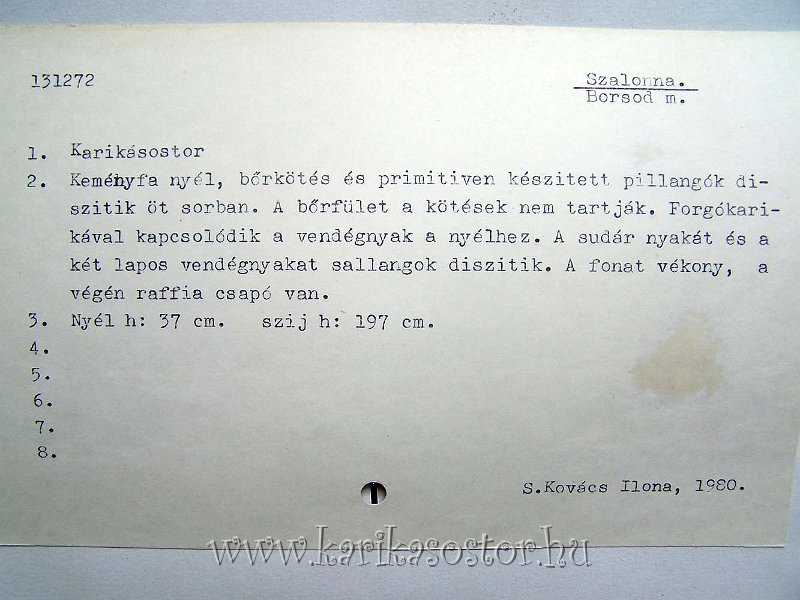 131272
Szalonna.
Borsod m.
1. Karikásostor
2. Keményfa nyél, bőrkötés és primitiven készitett pillangók di-
szitik öt sorban. A bőrfület a kötések nem tartják. Forgókari-
kával kapcsolódik a vendégnyak a nyélhez. A sudár nyakát és a
két lapos vendégnyakat sallangok diszitik. A fonat vékony, a
végén raffia csapó van.
3. Nyél h: 37 cm. szij h: 197 cm.
4.
5.
6.
7.
8.
S.Kovács Ilona, 1980.
www.karikasostor.hu